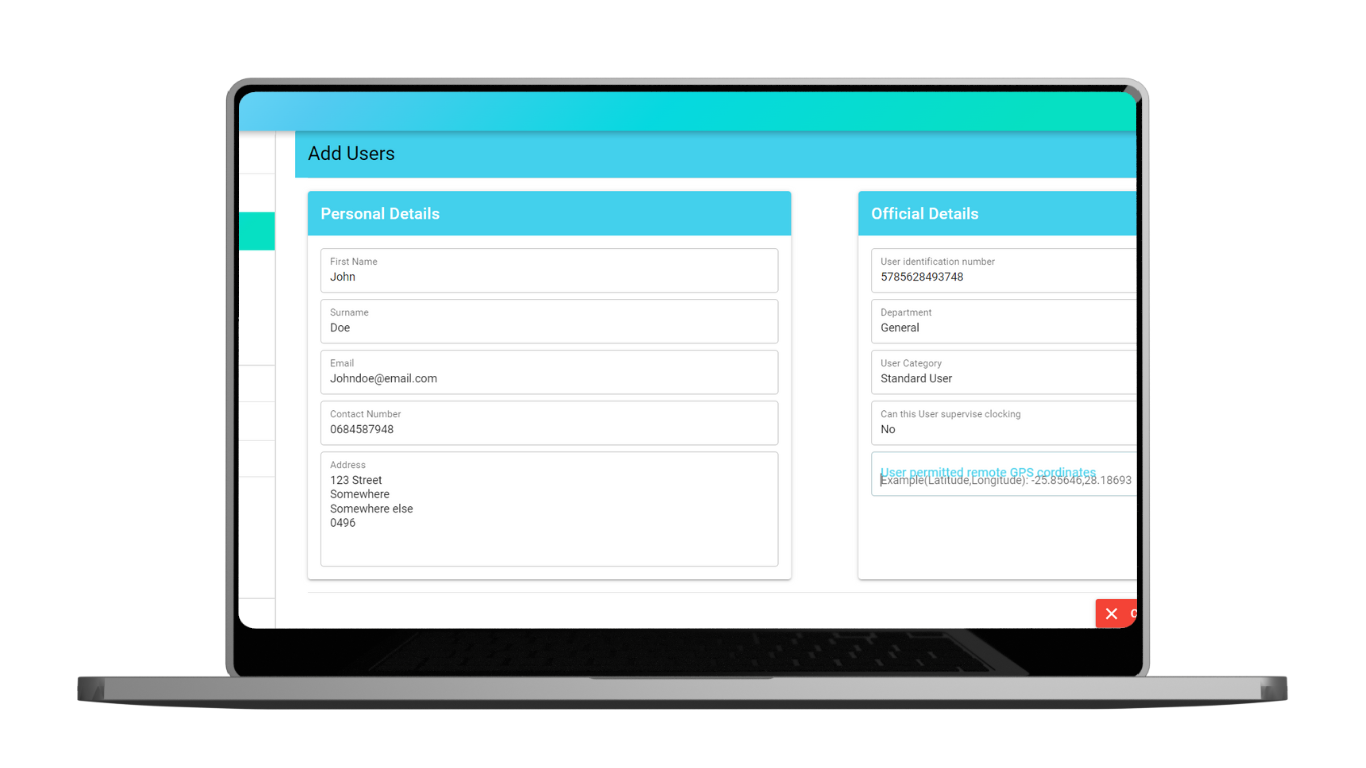 Add Users
Personal Details
First Name
John
Surname
Doe
Email
Johndoe@email.com
Contact Number
0684587948
Address
123 Street
Somewhere
Somewhere else
0496
Official Details
User identification number
5785628493748
Department
General
User Category
Standard User
Can this User supervise clocking
No
User permitted remote GPS cordinates
Example(Latitude,Longitude): -25.85646,28.18693